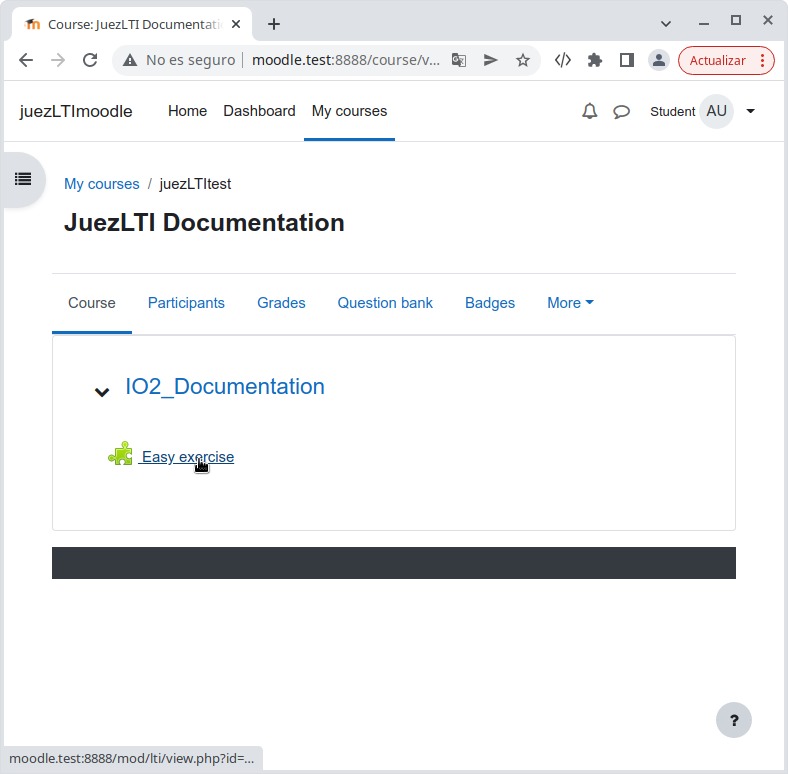 Course: JuezLTI Documentati
No es seguro moodle.test:8888/course/v... Actualizar
juezLTImoodle Home Dashboard My courses Student AU
My courses / juezLTItest
JuezLTI Documentation
Course Participants Grades Question bank Badges More
IO2_Documentation
Easy exercise
?
moodle.test:8888/mod/lti/view.php?id=...